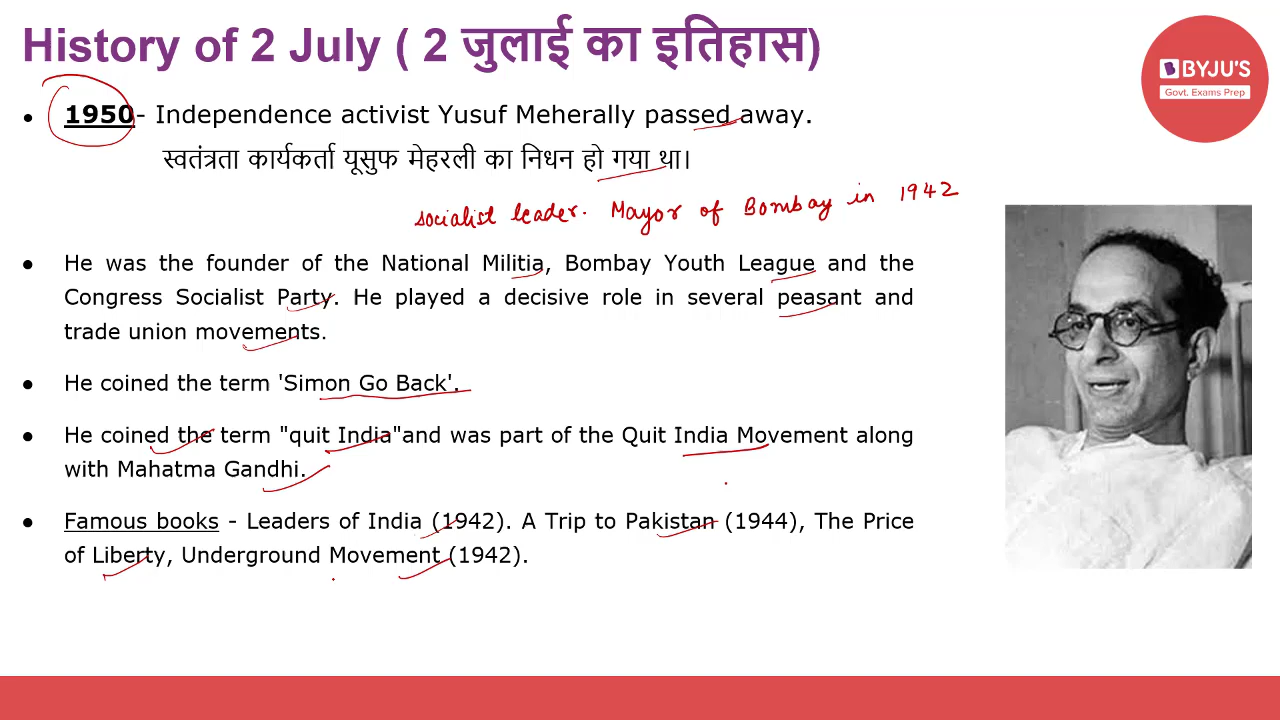 History of 2 July ( 2 जुलाई का इतिहास)
BYJU'S
Govt. Exams Prep
● 1950- Independence activist Yusuf Meherally passed away.
स्वतंत्रता कार्यकर्ता यूसुफ मेहरली का निधन हो गया था।
socialist leader. Mayor of Bombay in 1942
● He was the founder of the National Militia, Bombay Youth League and the
Congress Socialist Party. He played a decisive role in several peasant and
trade union movements.
● He coined the term 'Simon Go Back'.
● He coined the term "quit India"and was part of the Quit India Movement along
with Mahatma Gandhi.
● Famous books - Leaders of India (1942). A Trip to Pakistan (1944), The Price
of Liberty, Underground Movement (1942).